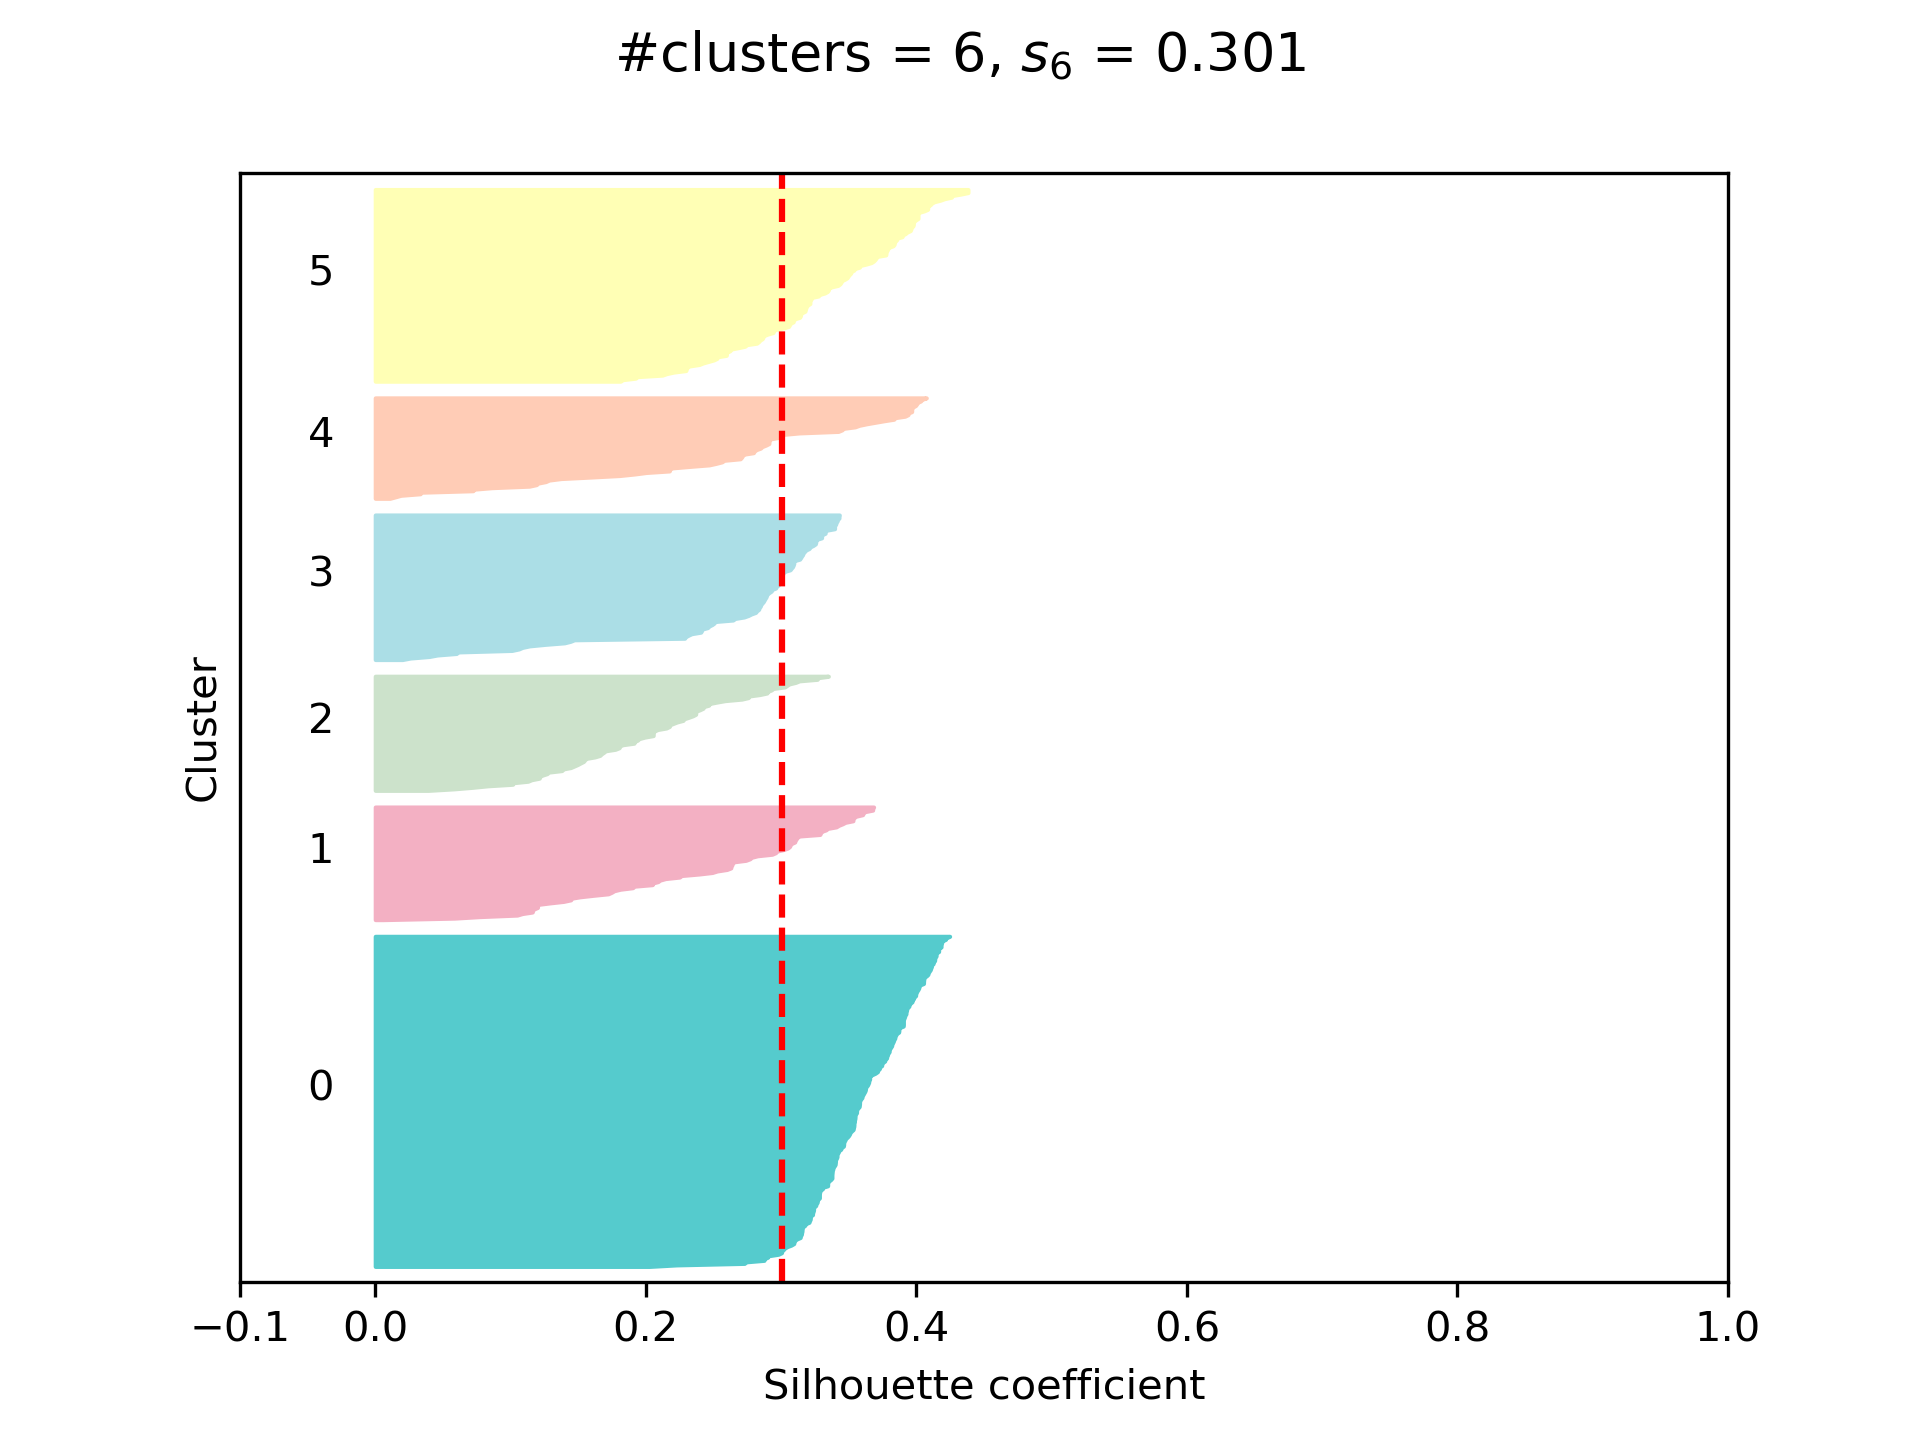 #clusters = 6, s₆ = 0.301
5
4
3
2
1
0
Cluster
−0.1 0.0 0.2 0.4 0.6 0.8 1.0
Silhouette coefficient